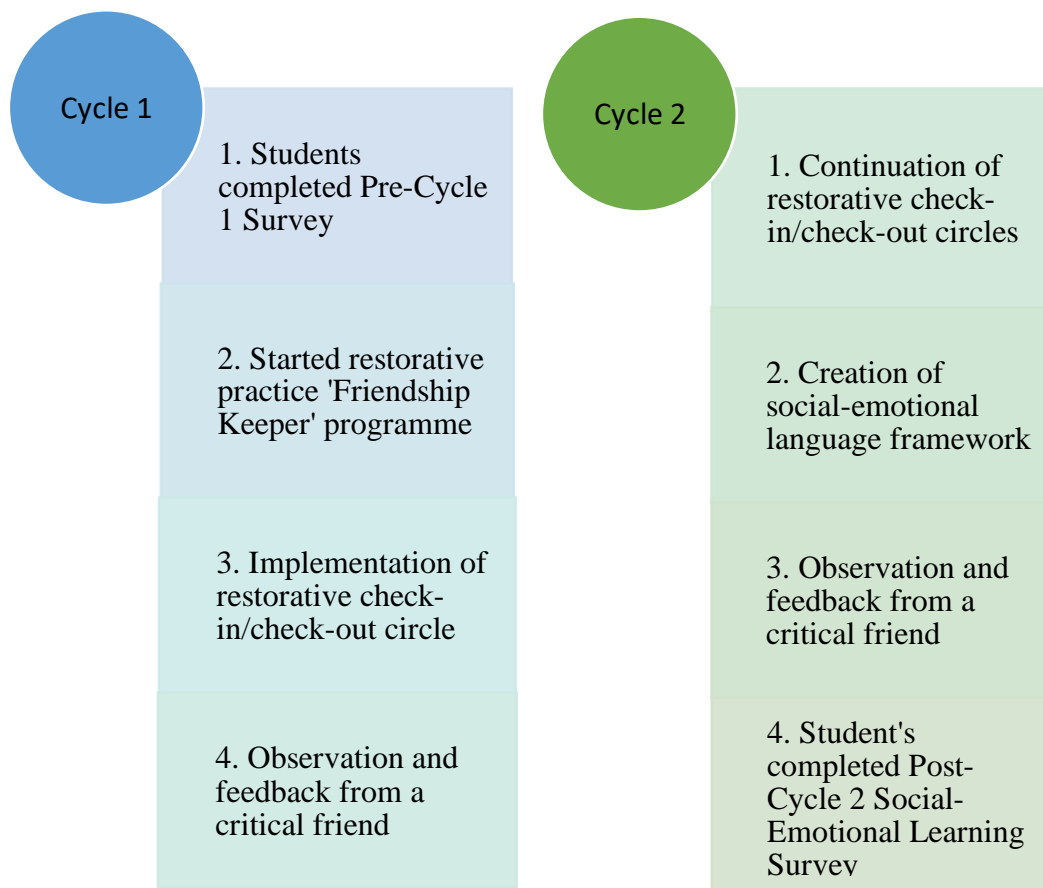 Cycle 1
1. Students
completed Pre-Cycle
1 Survey
2. Started restorative
practice 'Friendship
Keeper' programme
3. Implementation of
restorative check-
in/check-out circle
4. Observation and
feedback from a
critical friend
Cycle 2
1. Continuation of
restorative check-
in/check-out circles
2. Creation of
social-emotional
language framework
3. Observation and
feedback from a
critical friend
4. Student's
completed Post-
Cycle 2 Social-
Emotional Learning
Survey